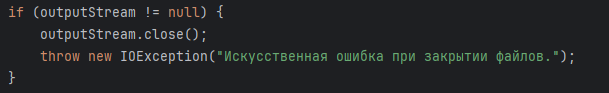 if (outputStream != null) {
    outputStream.close();
    throw new IOException("Искусственная ошибка при закрытии файлов.");
}